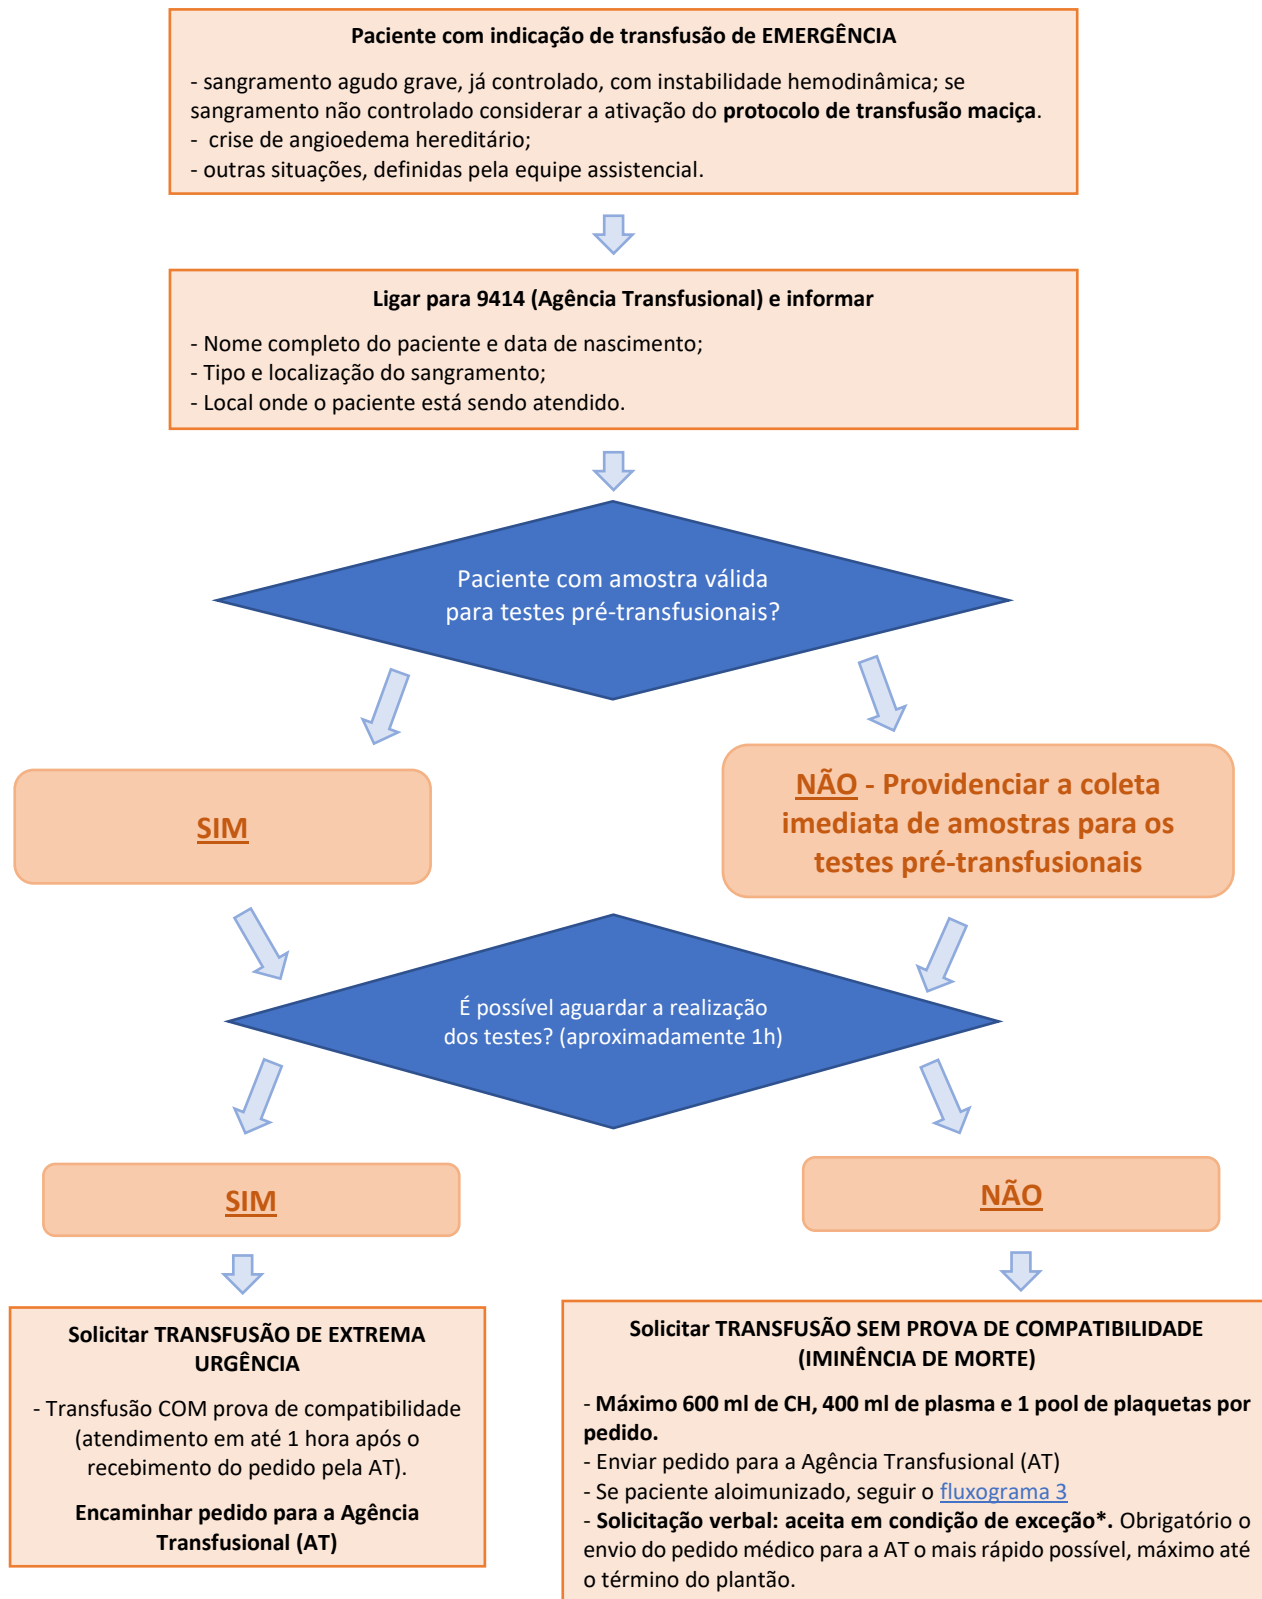 Paciente com indicação de transfusão de EMERGÊNCIA
- sangramento agudo grave, já controlado, com instabilidade hemodinâmica; se
sangramento não controlado considerar a ativação do protocolo de transfusão maciça.
- crise de angioedema hereditário;
- outras situações, definidas pela equipe assistencial.
Ligar para 9414 (Agência Transfusional) e informar
- Nome completo do paciente e data de nascimento;
- Tipo e localização do sangramento;
- Local onde o paciente está sendo atendido.
Paciente com amostra válida
para testes pré-transfusionais?
SIM
NÃO - Providenciar a coleta
imediata de amostras para os
testes pré-transfusionais
É possível aguardar a realização
dos testes? (aproximadamente 1h)
SIM
NÃO
Solicitar TRANSFUSÃO DE EXTREMA
URGÊNCIA
- Transfusão COM prova de compatibilidade
(atendimento em até 1 hora após o
recebimento do pedido pela AT).
Encaminhar pedido para a Agência
Transfusional (AT)
Solicitar TRANSFUSÃO SEM PROVA DE COMPATIBILIDADE
(IMINÊNCIA DE MORTE)
- Máximo 600 ml de CH, 400 ml de plasma e 1 pool de plaquetas por
pedido.
- Enviar pedido para a Agência Transfusional (AT)
- Se paciente aloimunizado, seguir o fluxograma 3
- Solicitação verbal: aceita em condição de exceção*. Obrigatório o
envio do pedido médico para a AT o mais rápido possível, máximo até
o término do plantão.